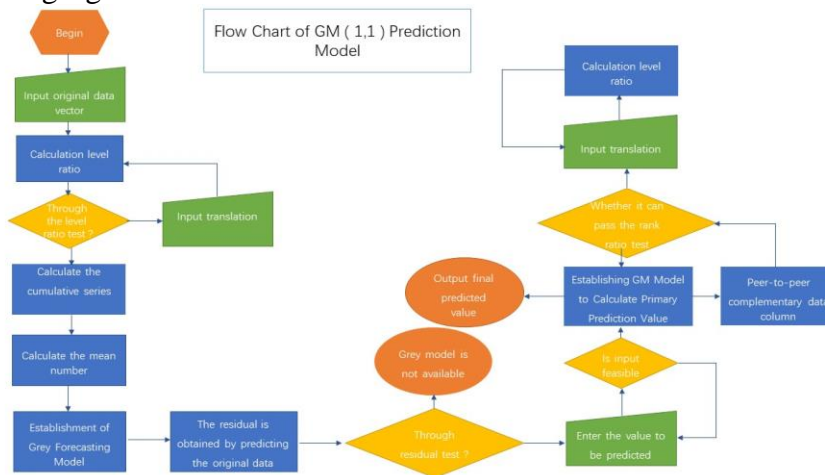 Flow Chart of GM ( 1,1 ) Prediction
Model
Begin
Input original data
vector
Calculation level
ratio
Through
the level
ratio test ?
Input translation
Calculate the
cumulative series
Calculate the mean
number
Establishment of
Grey Forecasting
Model
The residual is
obtained by predicting
the original data
Through
residual test ?
Grey model is
not available
Enter the value to
be predicted
Is input
feasible
Establishing GM Model
to Calculate Primary
Prediction Value
Output final
predicted
value
Peer-to-peer
complementary data
column
Whether it can
pass the rank
ratio test
Input translation
Calculation level
ratio